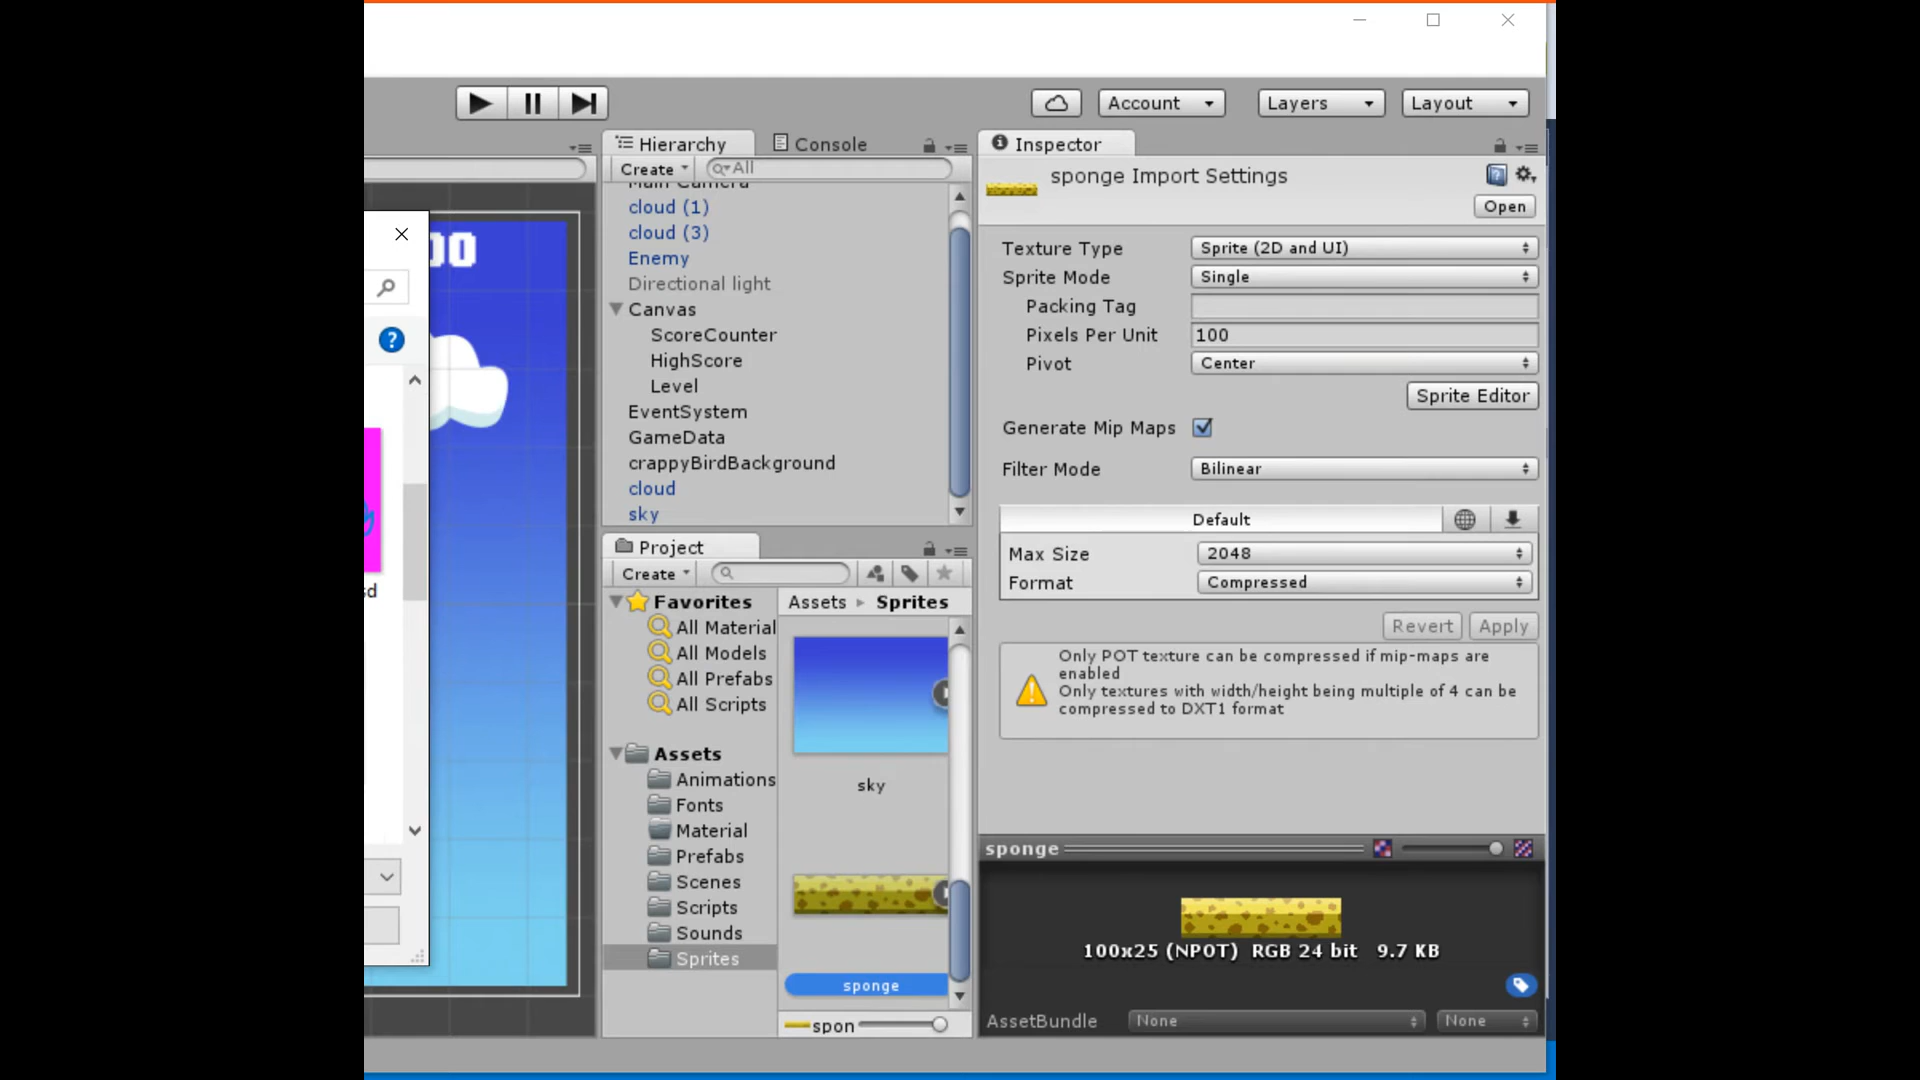 Account
Layers
Layout
Hierarchy
Console
Create
All
Main Camera
cloud (1)
cloud (3)
Enemy
Directional light
Canvas
ScoreCounter
HighScore
Level
EventSystem
GameData
crappyBirdBackground
cloud
sky
Project
Create
Favorites
All Material
All Models
All Prefabs
All Scripts
Assets
Animations
Fonts
Material
Prefabs
Scenes
Scripts
Sounds
Sprites
Assets
Sprites
sky
sponge
spon
Inspector
sponge Import Settings
Open
Texture Type
Sprite (2D and UI)
Sprite Mode
Single
Packing Tag
Pixels Per Unit
100
Pivot
Center
Sprite Editor
Generate Mip Maps
Filter Mode
Bilinear
Default
Max Size
2048
Format
Compressed
Revert
Apply
Only POT texture can be compressed if mip-maps are
enabled
Only textures with width/height being multiple of 4 can be
compressed to DXT1 format
sponge
100x25 (NPOT) RGB 24 bit 9.7 KB
AssetBundle
None
None